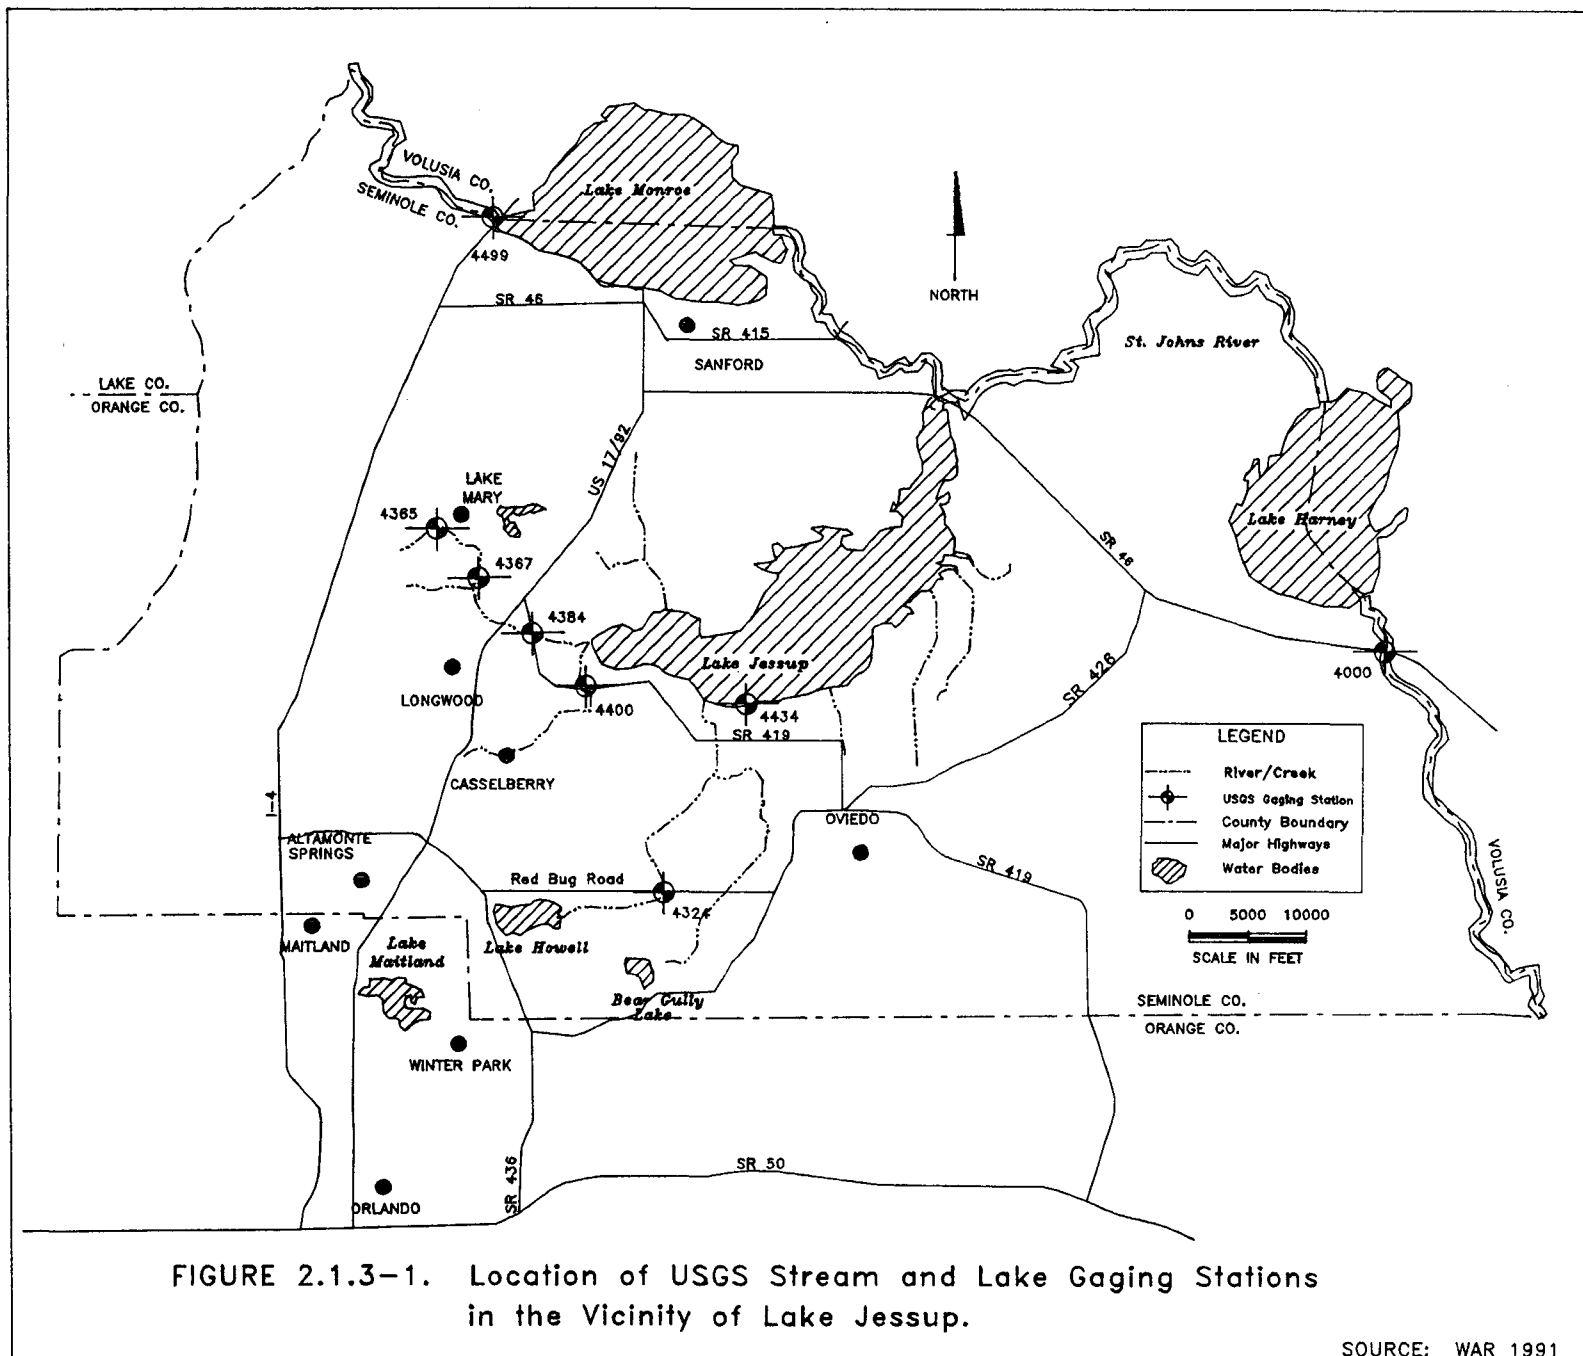 VOLUSIA CO.
SEMINOLE CO.
4499
Lake Monroe
NORTH
SR 46
SR 415
SANFORD
St. Johns River
LAKE CO.
ORANGE CO.
US 17/92
LAKE
MARY
4365
4367
4384
Lake Harney
SR 46
Lake Jessup
LONGWOOD
4400
4434
SR 419
SR 426
4000
CASSELBERRY
I-4
ALTAMONTE
SPRINGS
OVIEDO
SR 419
Red Bug Road
4324
MAITLAND
Lake
Maitland
Lake Howell
Bear Gully
Lake
WINTER PARK
LEGEND
River/Creek
USGS Gaging Station
County Boundary
Major Highways
Water Bodies
0 5000 10000
SCALE IN FEET
VOLUSIA CO.
SEMINOLE CO.
ORANGE CO.
SR 50
SR 436
ORLANDO
FIGURE 2.1.3-1. Location of USGS Stream and Lake Gaging Stations
in the Vicinity of Lake Jessup.
SOURCE: WAR 1991